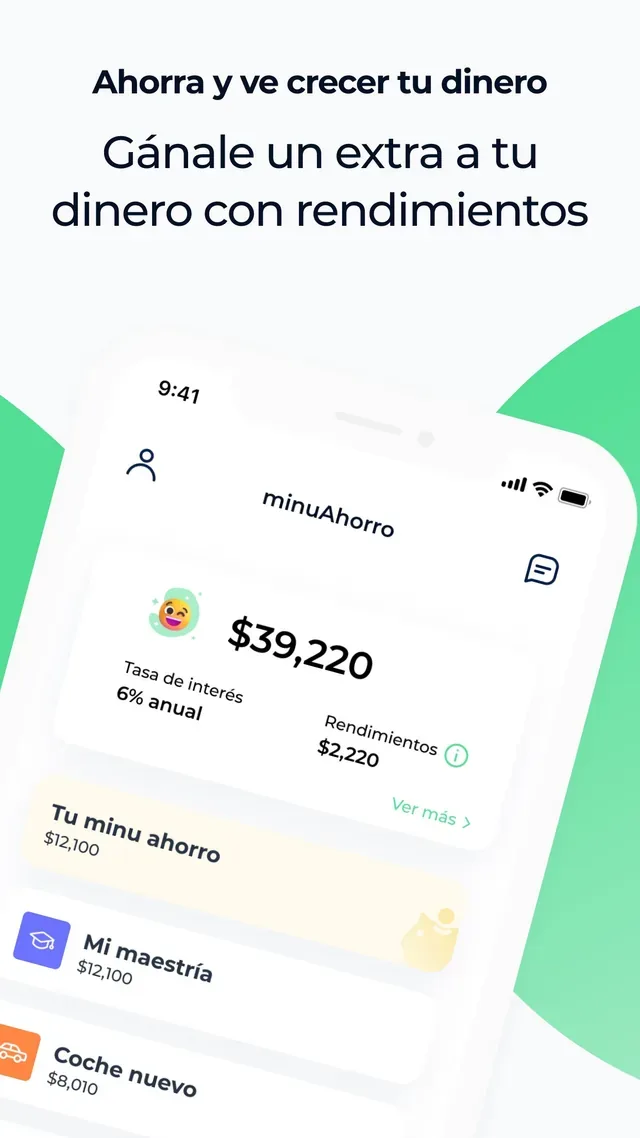 Ahorra y ve crecer tu dinero
Gánale un extra a tu
dinero con rendimientos
9:41
minuAhorro
$39,220
Tasa de interés
6% anual
Rendimientos
$2,220
Ver más >
Tu minu ahorro
$12,100
Mi maestría
$12,100
Coche nuevo
$8,010